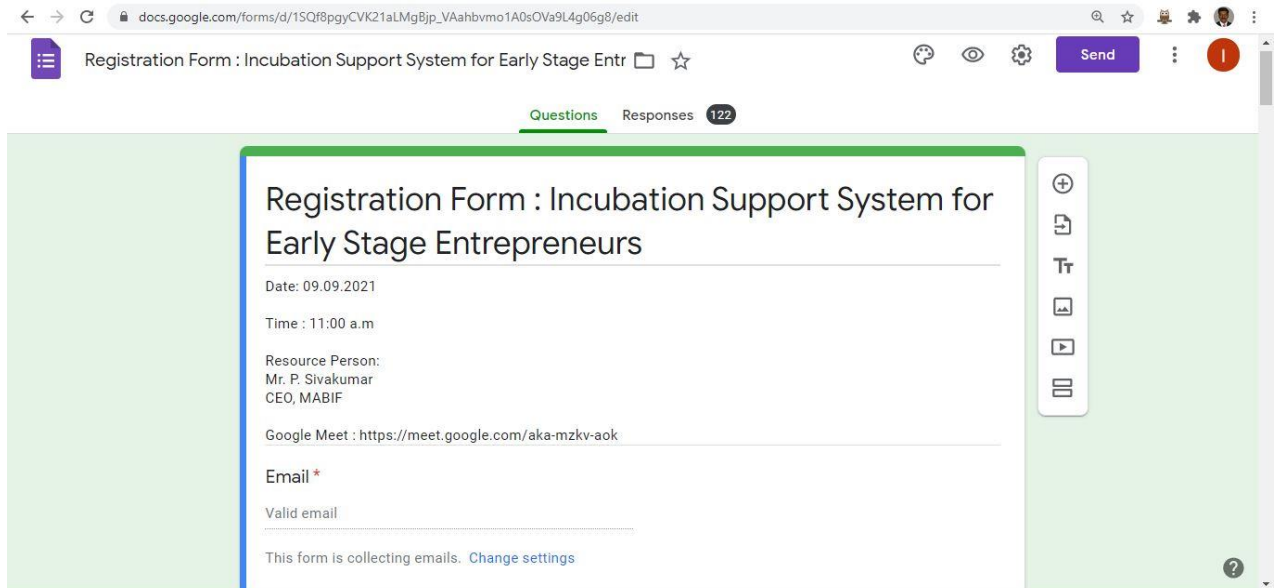 docs.google.com/forms/d/1SQf8pgyCVK21aLMgBjp_VAahbvmo1A0sOVa9L4g06g8/edit
Registration Form : Incubation Support System for Early Stage Entr
Send
I
Questions Responses 122
Registration Form : Incubation Support System for
Early Stage Entrepreneurs
Date: 09.09.2021
Time : 11:00 a.m
Resource Person:
Mr. P. Sivakumar
CEO, MABIF
Google Meet : https://meet.google.com/aka-mzkv-aok
Email *
Valid email
This form is collecting emails. Change settings